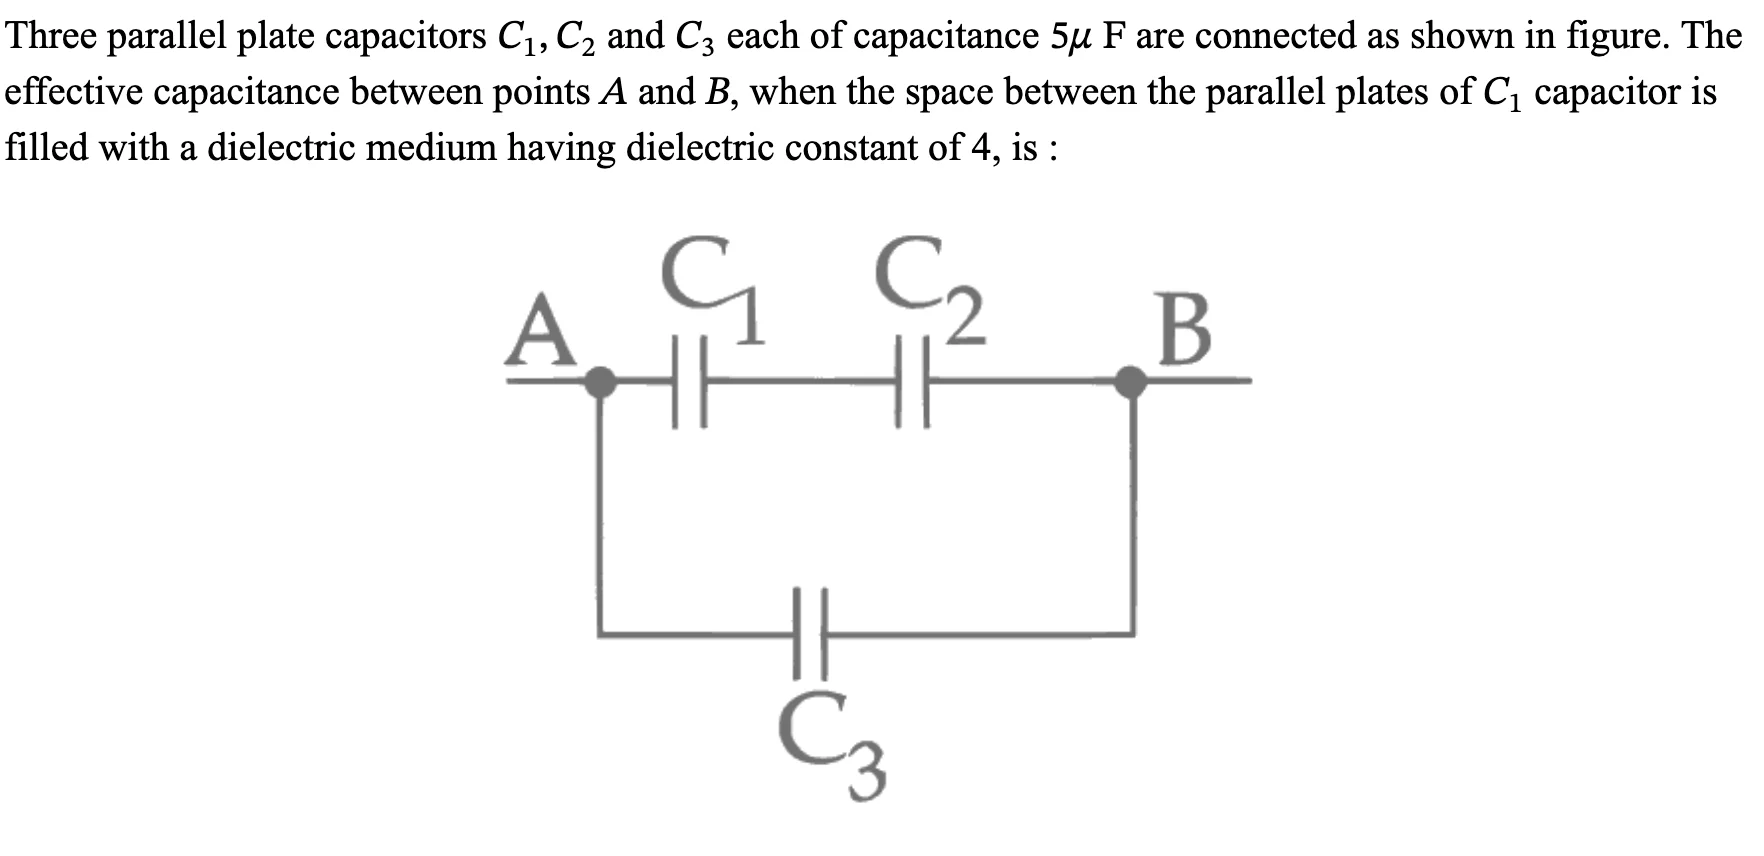 Three parallel plate capacitors C₁, C₂ and C₃ each of capacitance 5μ F are connected as shown in figure. The
effective capacitance between points A and B, when the space between the parallel plates of C₁ capacitor is
filled with a dielectric medium having dielectric constant of 4, is :
C₁ C₂
A B
C₃